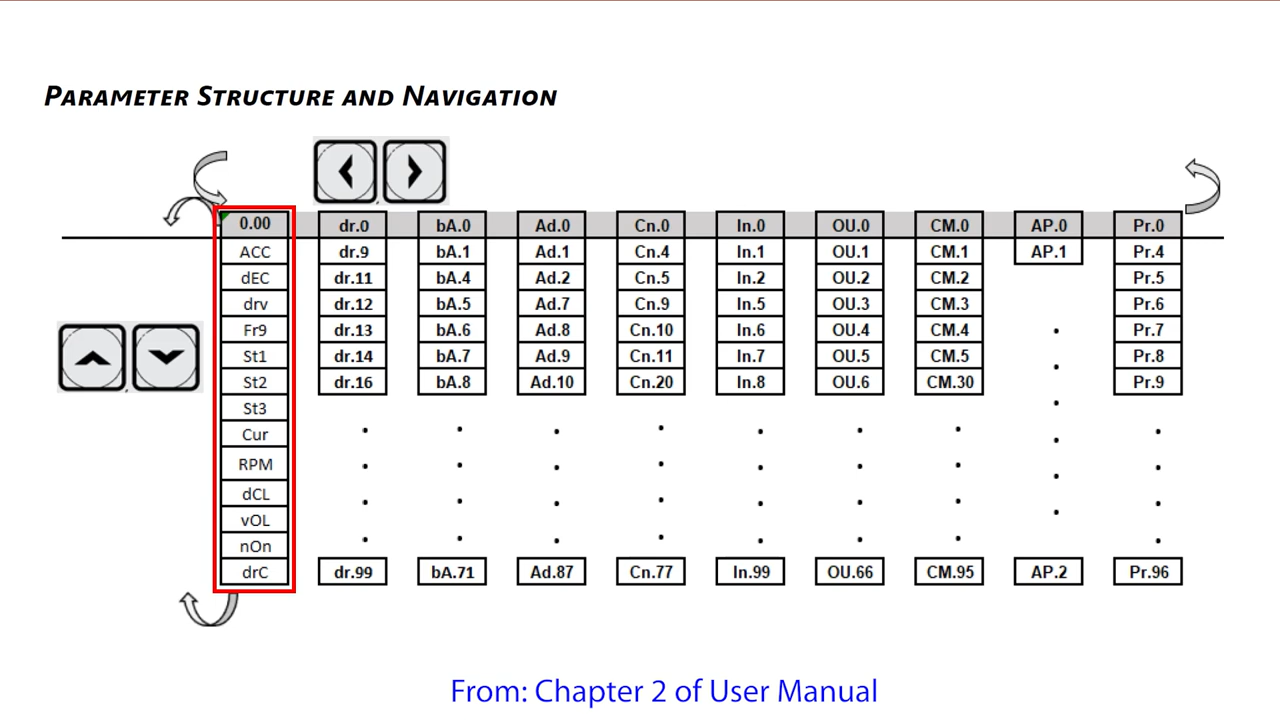 PARAMETER STRUCTURE AND NAVIGATION
0.00 dr.0 bA.0 Ad.0 Cn.0 In.0 OU.0 CM.0 AP.0 Pr.0
ACC dr.9 bA.1 Ad.1 Cn.4 In.1 OU.1 CM.1 AP.1 Pr.4
dEC dr.11 bA.4 Ad.2 Cn.5 In.2 OU.2 CM.2 Pr.5
drv dr.12 bA.5 Ad.7 Cn.9 In.5 OU.3 CM.3 Pr.6
Fr9 dr.13 bA.6 Ad.8 Cn.10 In.6 OU.4 CM.4 Pr.7
St1 dr.14 bA.7 Ad.9 Cn.11 In.7 OU.5 CM.5 Pr.8
St2 dr.16 bA.8 Ad.10 Cn.20 In.8 OU.6 CM.30 Pr.9
St3
Cur
RPM
dCL
vOL
nOn
drC dr.99 bA.71 Ad.87 Cn.77 In.99 OU.66 CM.95 AP.2 Pr.96
From: Chapter 2 of User Manual